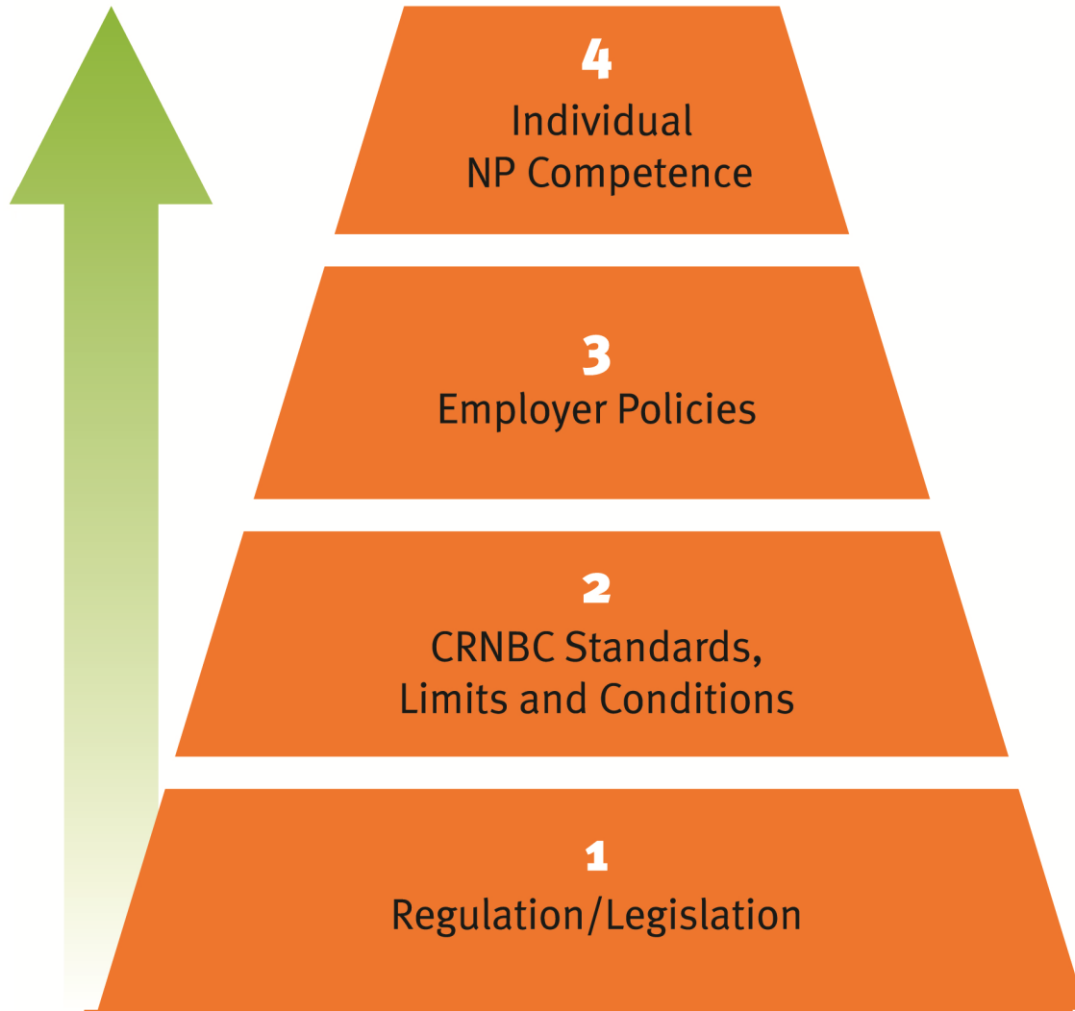 4
Individual
NP Competence
3
Employer Policies
2
CRNBC Standards,
Limits and Conditions
1
Regulation/Legislation